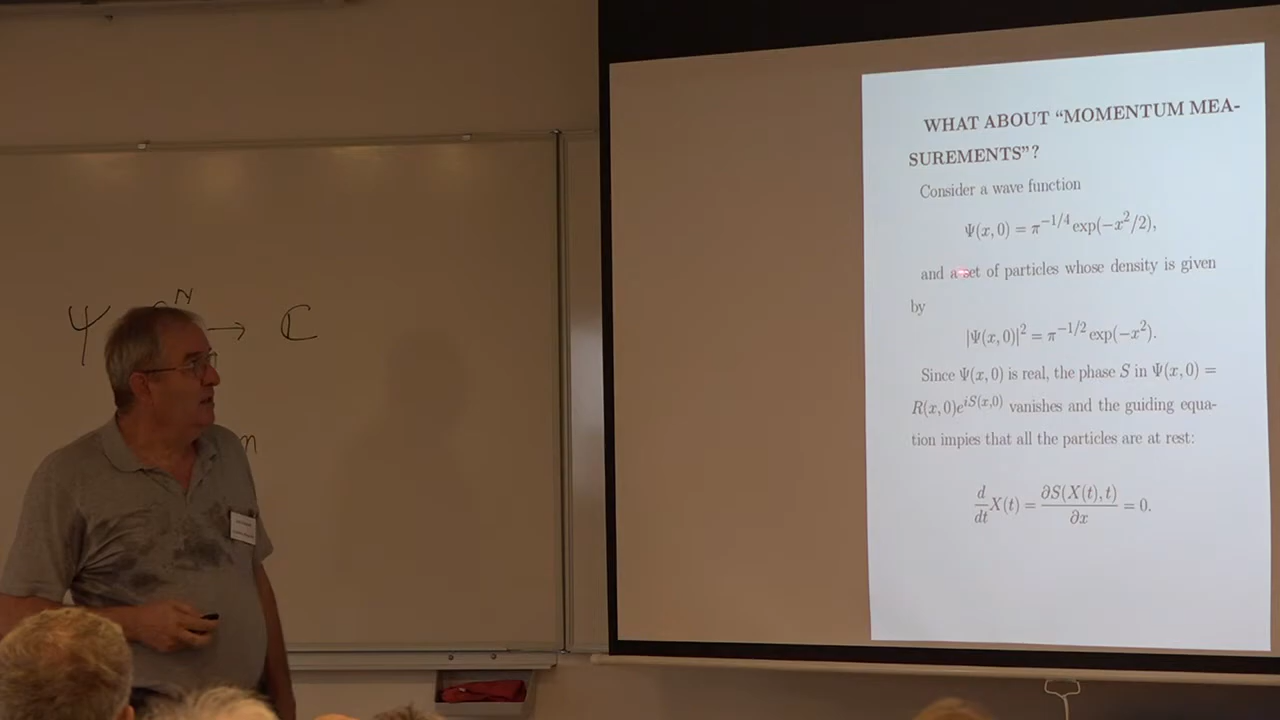 WHAT ABOUT “MOMENTUM MEA-
SUREMENTS”?
Consider a wave function
Ψ(x, 0) = π^{−1/4} exp(−x^2/2),
and a set of particles whose density is given
by
|Ψ(x, 0)|^2 = π^{−1/2} exp(−x^2).
Since Ψ(x, 0) is real, the phase S in Ψ(x, 0) =
R(x, 0)e^{iS(x,0)} vanishes and the guiding equa-
tion impies that all the particles are at rest:
d/dt X(t) = ∂S(X(t), t)/∂x = 0.
Ψ N → ℂ
m